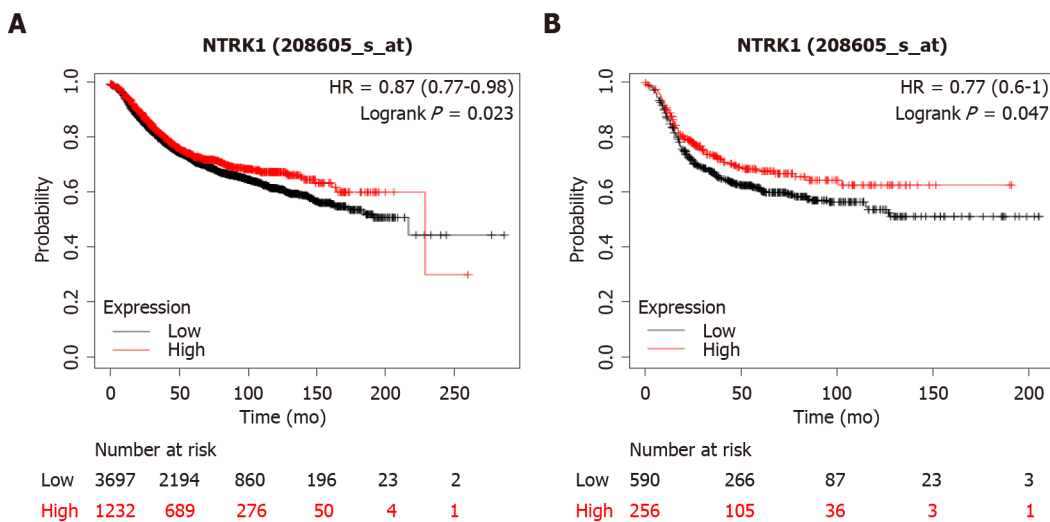 A
NTRK1 (208605_s_at)
HR = 0.87 (0.77-0.98)
Logrank P = 0.023
Probability
1.0
0.8
0.6
0.4
0.2
0.0
Expression
Low
High
0 50 100 150 200 250
Time (mo)
Number at risk
Low 3697 2194 860 196 23 2
High 1232 689 276 50 4 1
B
NTRK1 (208605_s_at)
HR = 0.77 (0.6-1)
Logrank P = 0.047
Probability
1.0
0.8
0.6
0.4
0.2
0.0
Expression
Low
High
0 50 100 150 200
Time (mo)
Number at risk
Low 590 266 87 23 3
High 256 105 36 3 1